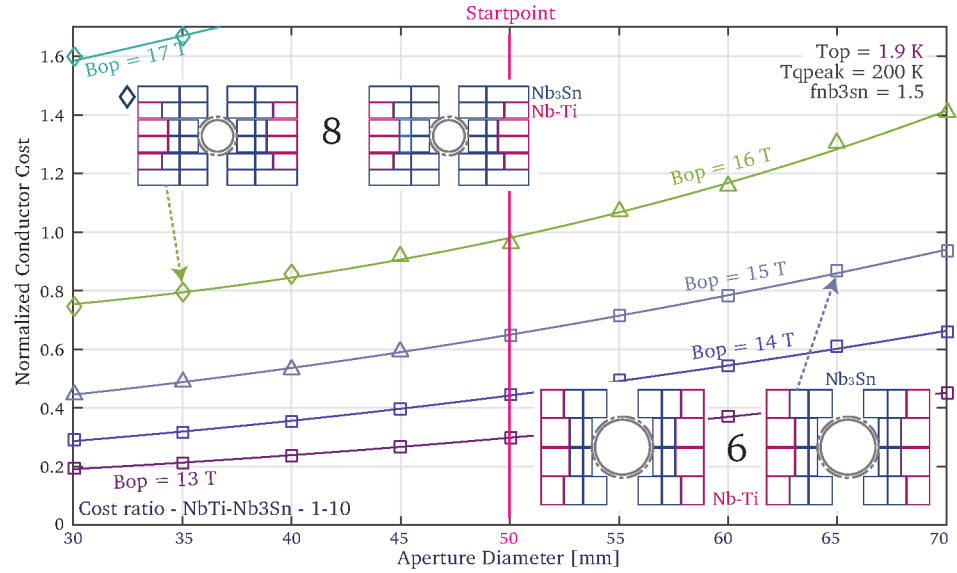 Startpoint
1.6
1.4
1.2
1.0
0.8
0.6
0.4
0.2
0
Normalized Conductor Cost
Bop = 17 T
Top = 1.9 K
Tqpeak = 200 K
fnb3sn = 1.5
Nb₃Sn
Nb-Ti
8
Bop = 16 T
Bop = 15 T
Bop = 14 T
Nb₃Sn
6
Nb-Ti
Bop = 13 T
Cost ratio - NbTi-Nb3Sn - 1-10
30 35 40 45 50 55 60 65 70
Aperture Diameter [mm]